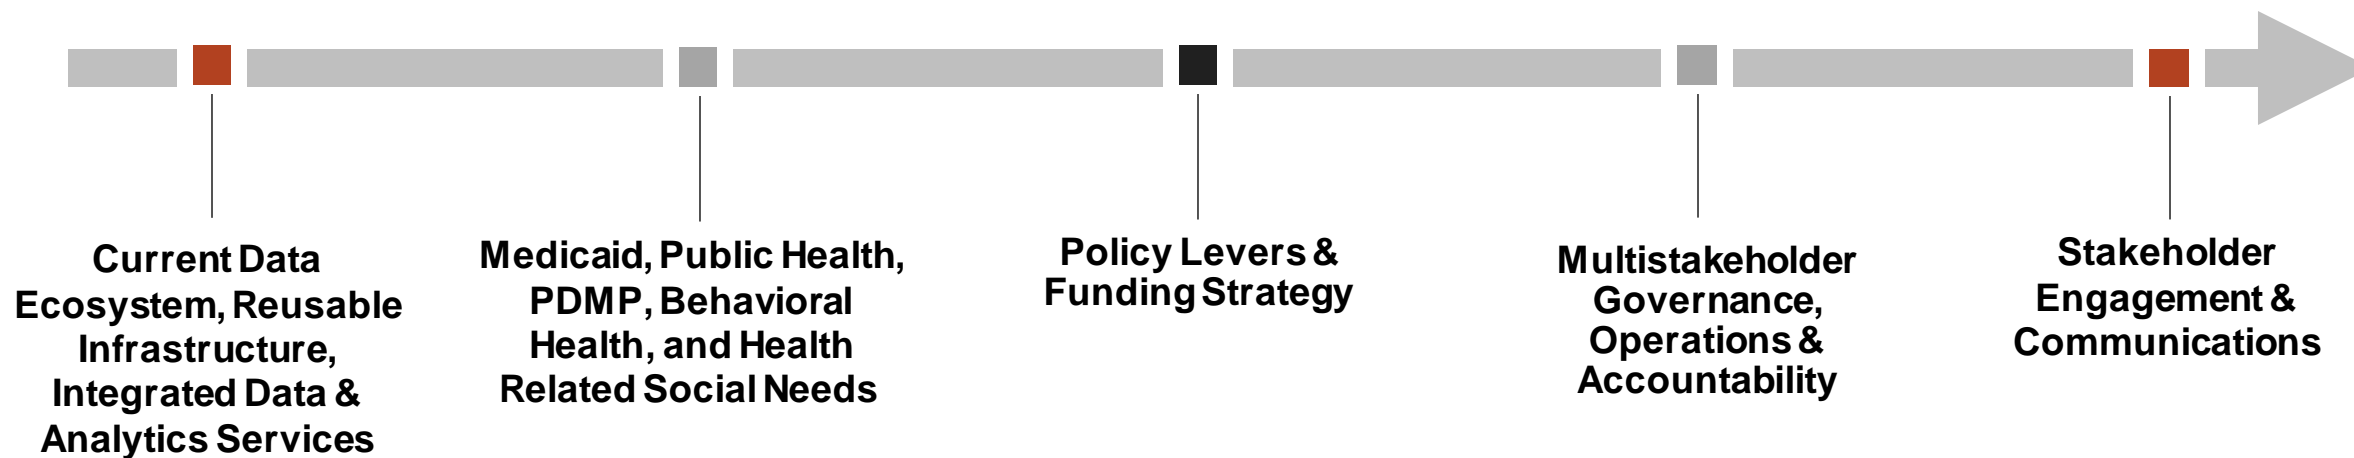 Current Data
Ecosystem, Reusable
Infrastructure,
Integrated Data &
Analytics Services
Medicaid, Public Health,
PDMP, Behavioral
Health, and Health
Related Social Needs
Policy Levers &
Funding Strategy
Multistakeholder
Governance,
Operations &
Accountability
Stakeholder
Engagement &
Communications